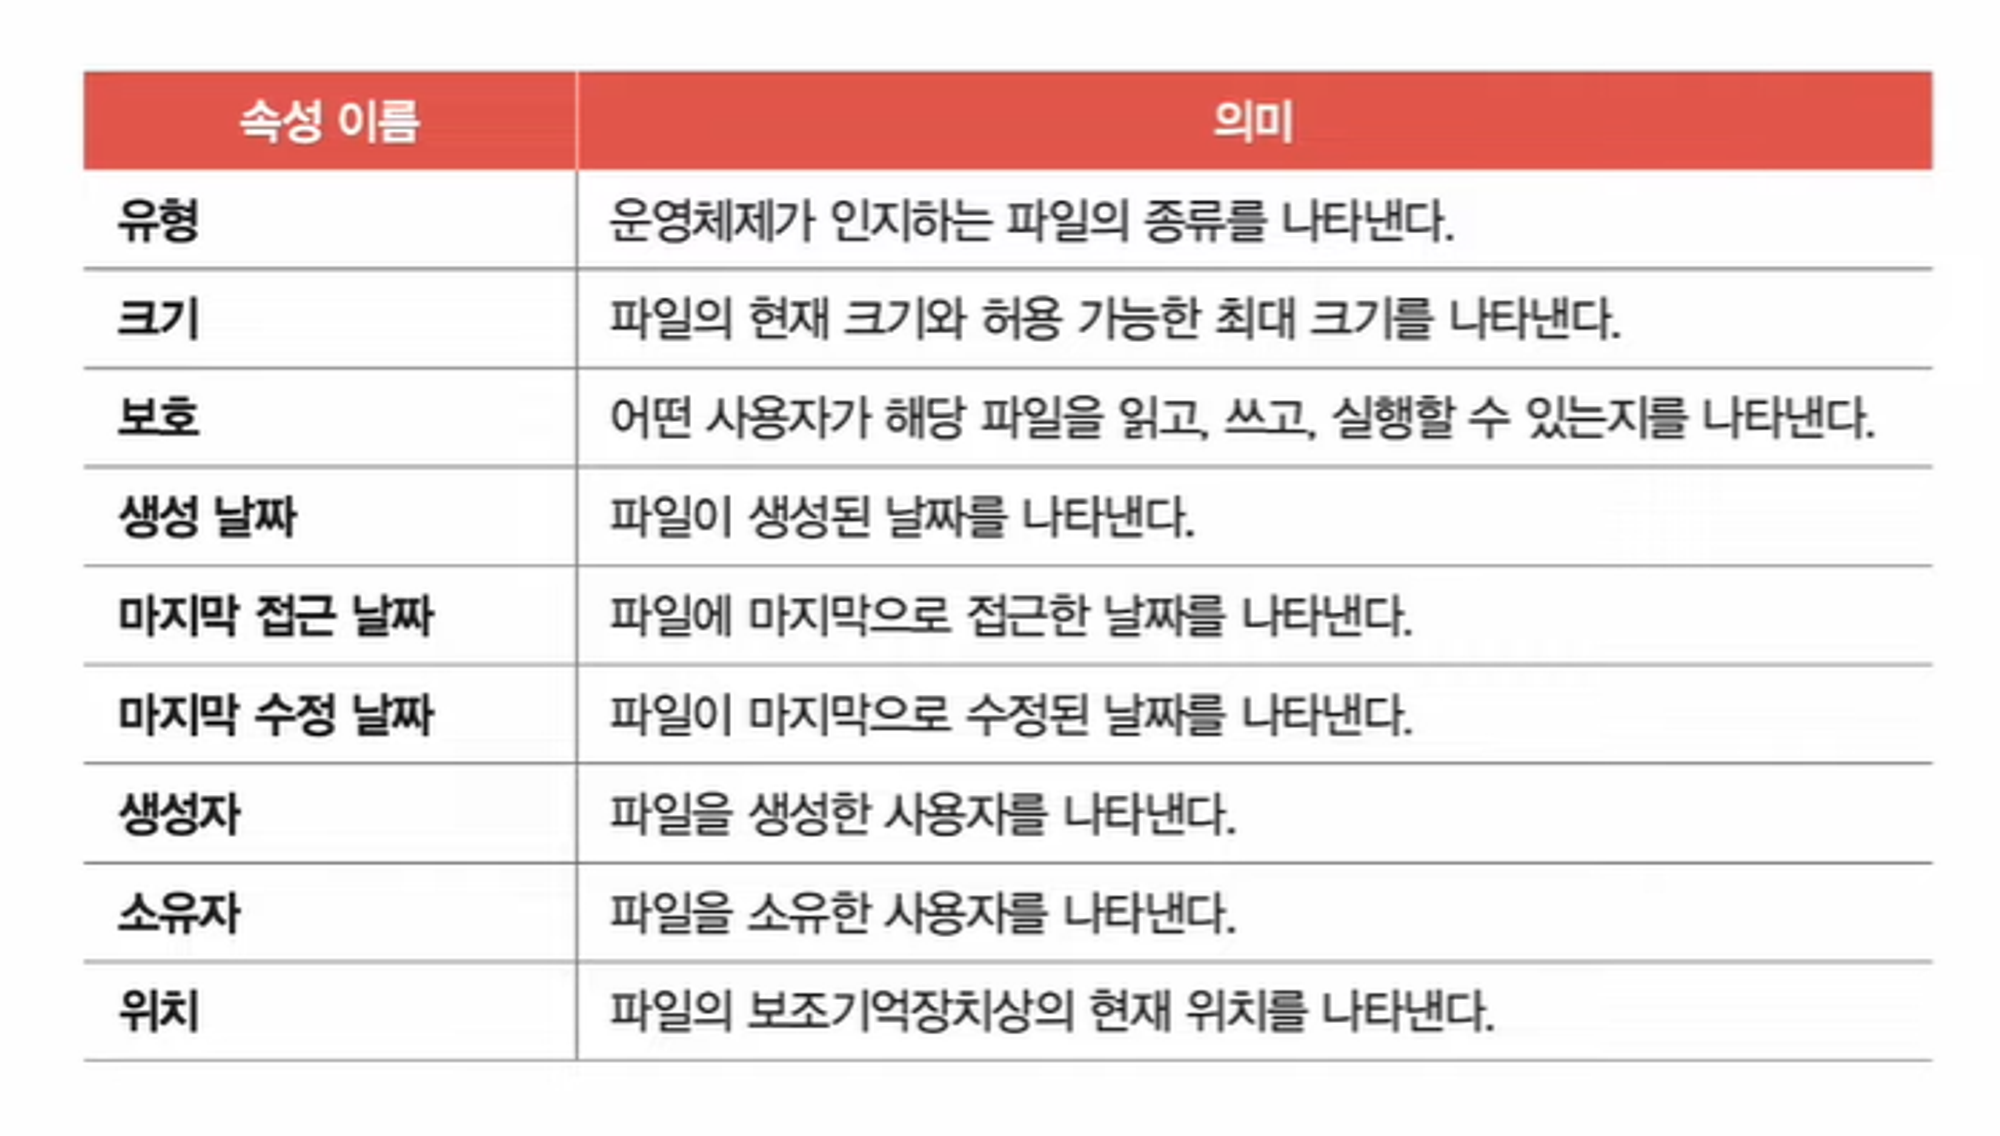 속성 이름
의미
유형
운영체제가 인지하는 파일의 종류를 나타낸다.
크기
파일의 현재 크기와 허용 가능한 최대 크기를 나타낸다.
보호
어떤 사용자가 해당 파일을 읽고, 쓰고, 실행할 수 있는지를 나타낸다.
생성 날짜
파일이 생성된 날짜를 나타낸다.
마지막 접근 날짜
파일에 마지막으로 접근한 날짜를 나타낸다.
마지막 수정 날짜
파일이 마지막으로 수정된 날짜를 나타낸다.
생성자
파일을 생성한 사용자를 나타낸다.
소유자
파일을 소유한 사용자를 나타낸다.
위치
파일의 보조기억장치상의 현재 위치를 나타낸다.